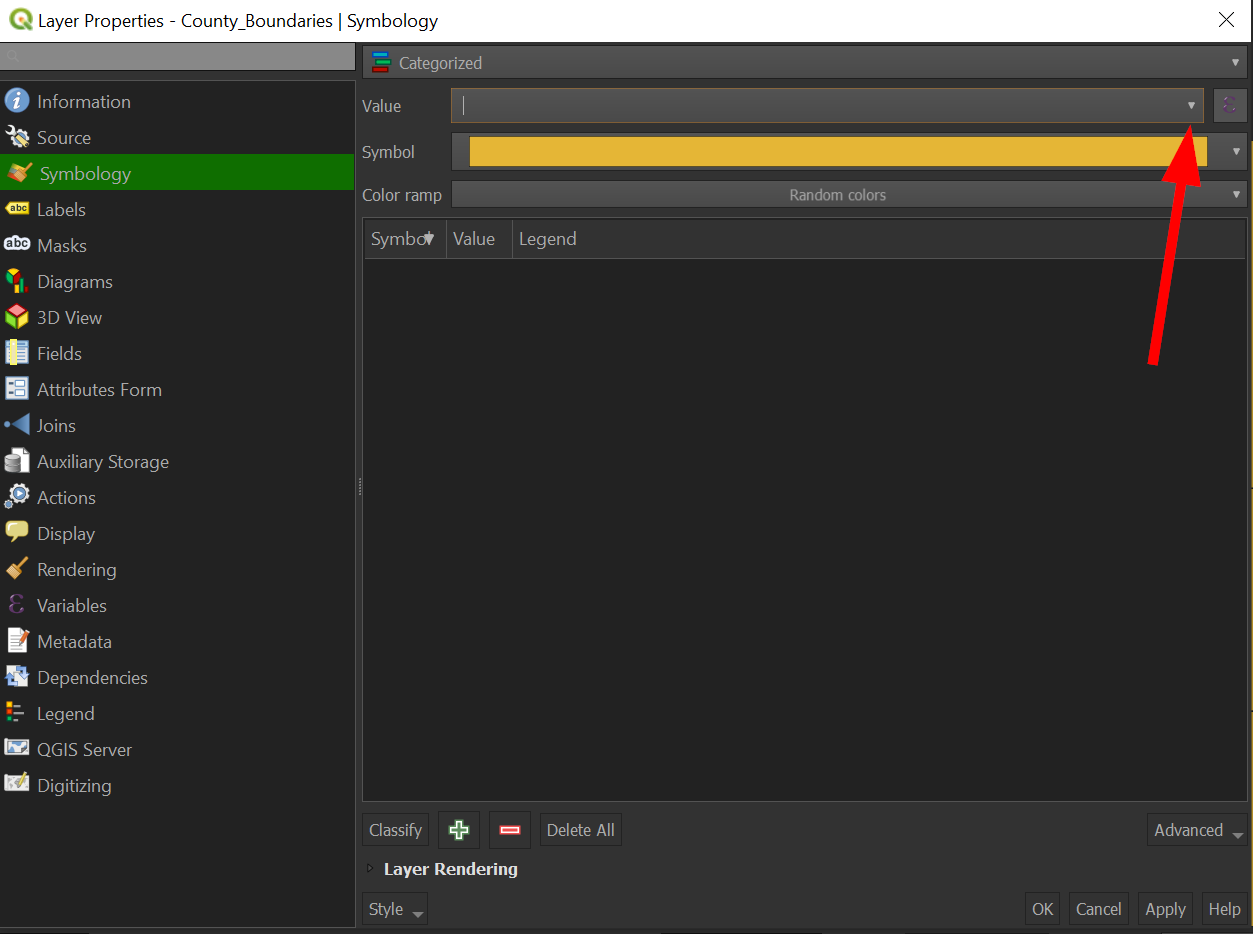 Layer Properties - County_Boundaries | Symbology
Information
Source
Symbology
abc Labels
abc Masks
Diagrams
3D View
Fields
Attributes Form
Joins
Auxiliary Storage
Actions
Display
Rendering
Variables
Metadata
Dependencies
Legend
QGIS Server
Digitizing
Categorized
Value
Symbol
Color ramp Random colors
Symbol Value Legend
Classify Delete All Advanced
Layer Rendering
Style OK Cancel Apply Help